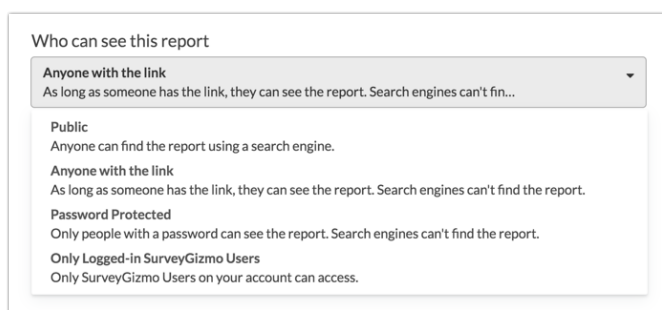 Who can see this report
Anyone with the link
As long as someone has the link, they can see the report. Search engines can't fin...
Public
Anyone can find the report using a search engine.
Anyone with the link
As long as someone has the link, they can see the report. Search engines can't find the report.
Password Protected
Only people with a password can see the report. Search engines can't find the report.
Only Logged-in SurveyGizmo Users
Only SurveyGizmo Users on your account can access.